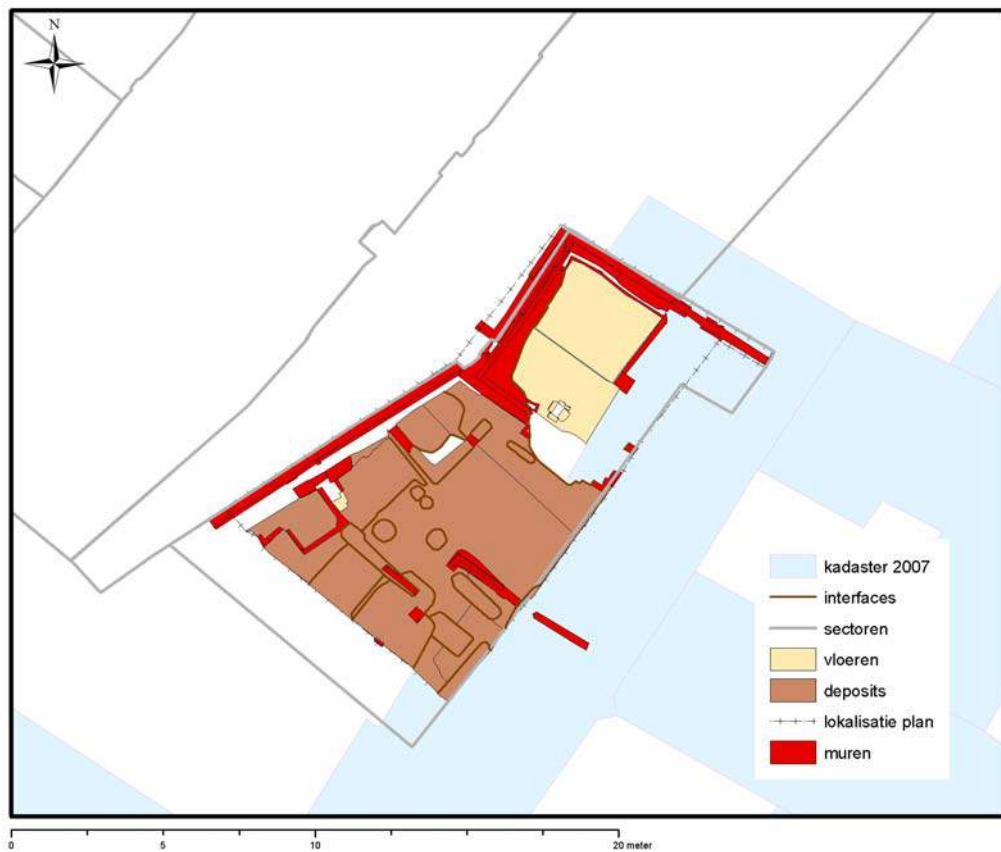 N
kadaster 2007
interfaces
sectoren
vloeren
deposits
lokalisatie plan
muren
0 5 10 20 meter